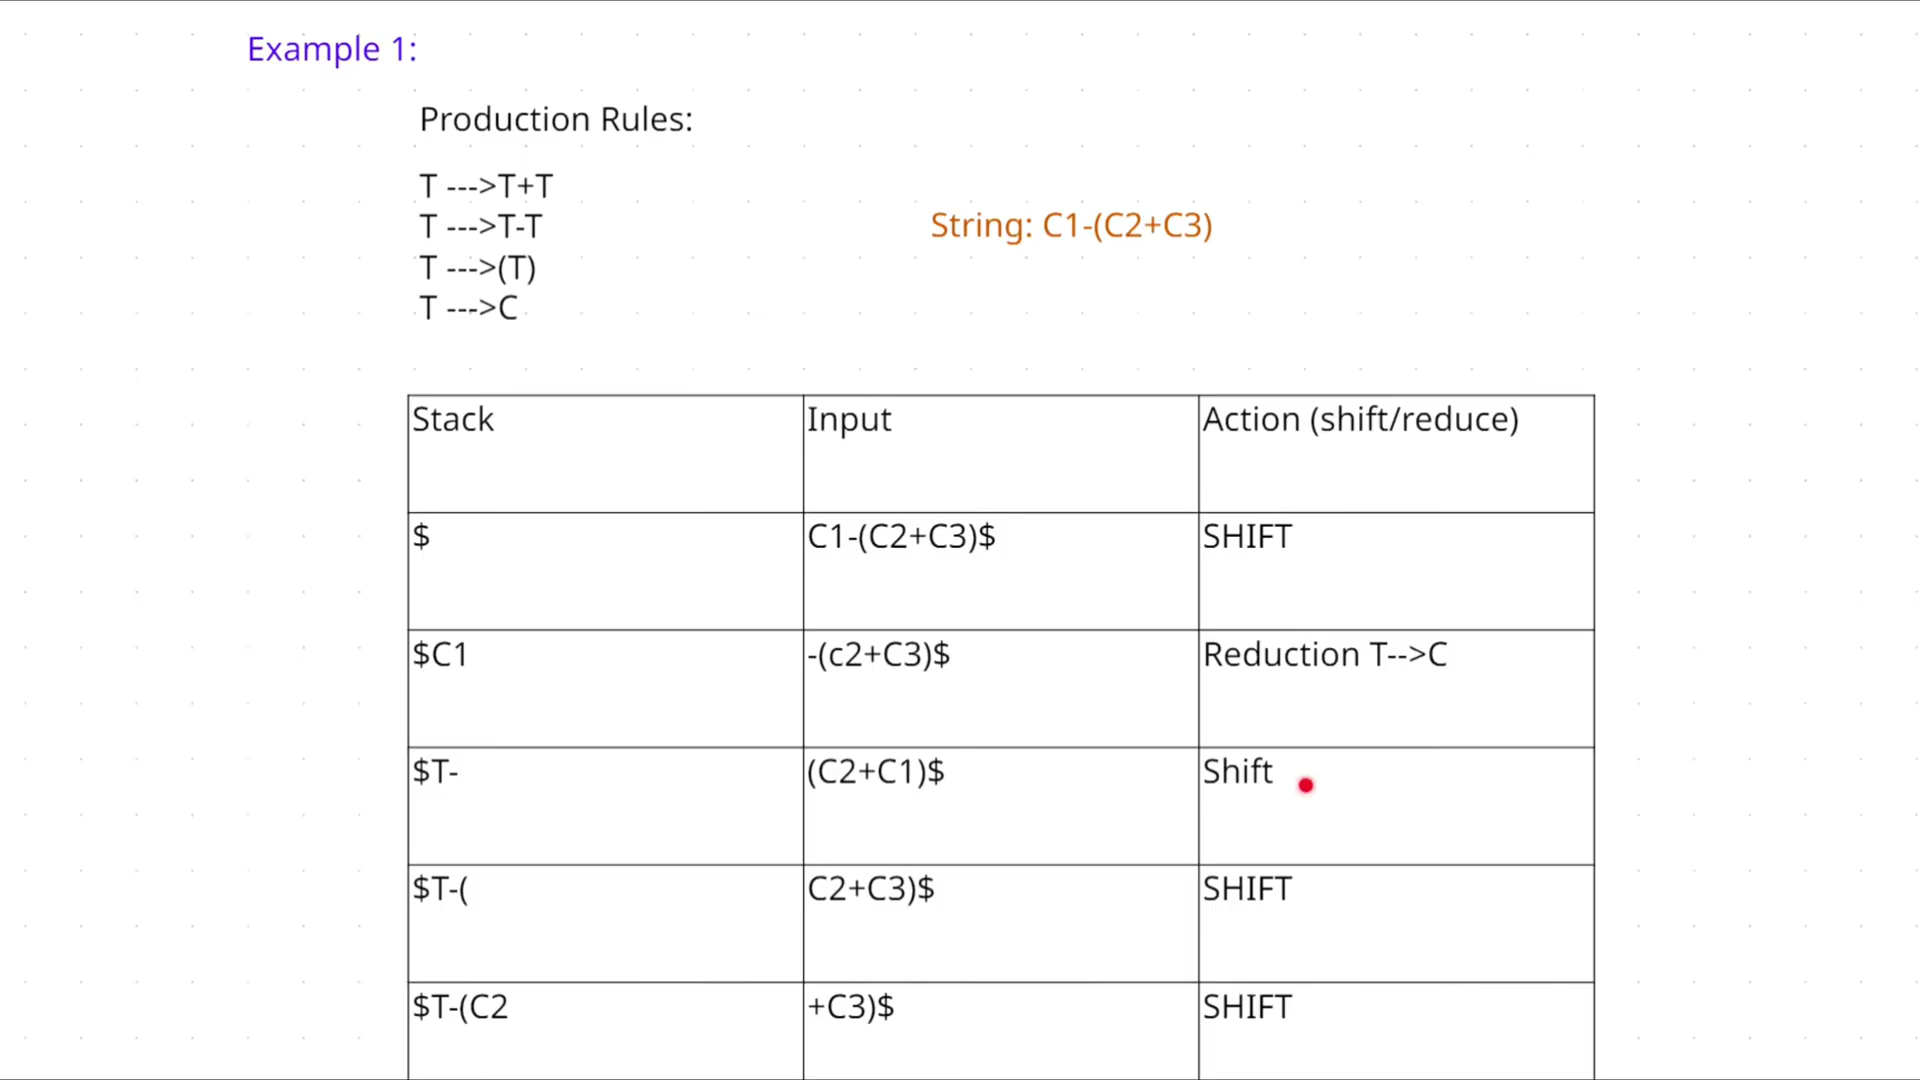 Example 1:
Production Rules:
T --->T+T
T --->T-T
String: C1-(C2+C3)
T --->(T)
T --->C
Stack Input Action (shift/reduce)
$ C1-(C2+C3)$ SHIFT
$C1 -(c2+C3)$ Reduction T-->C
$T- (C2+C1)$ Shift
$T-( C2+C3)$ SHIFT
$T-(C2 +C3)$ SHIFT